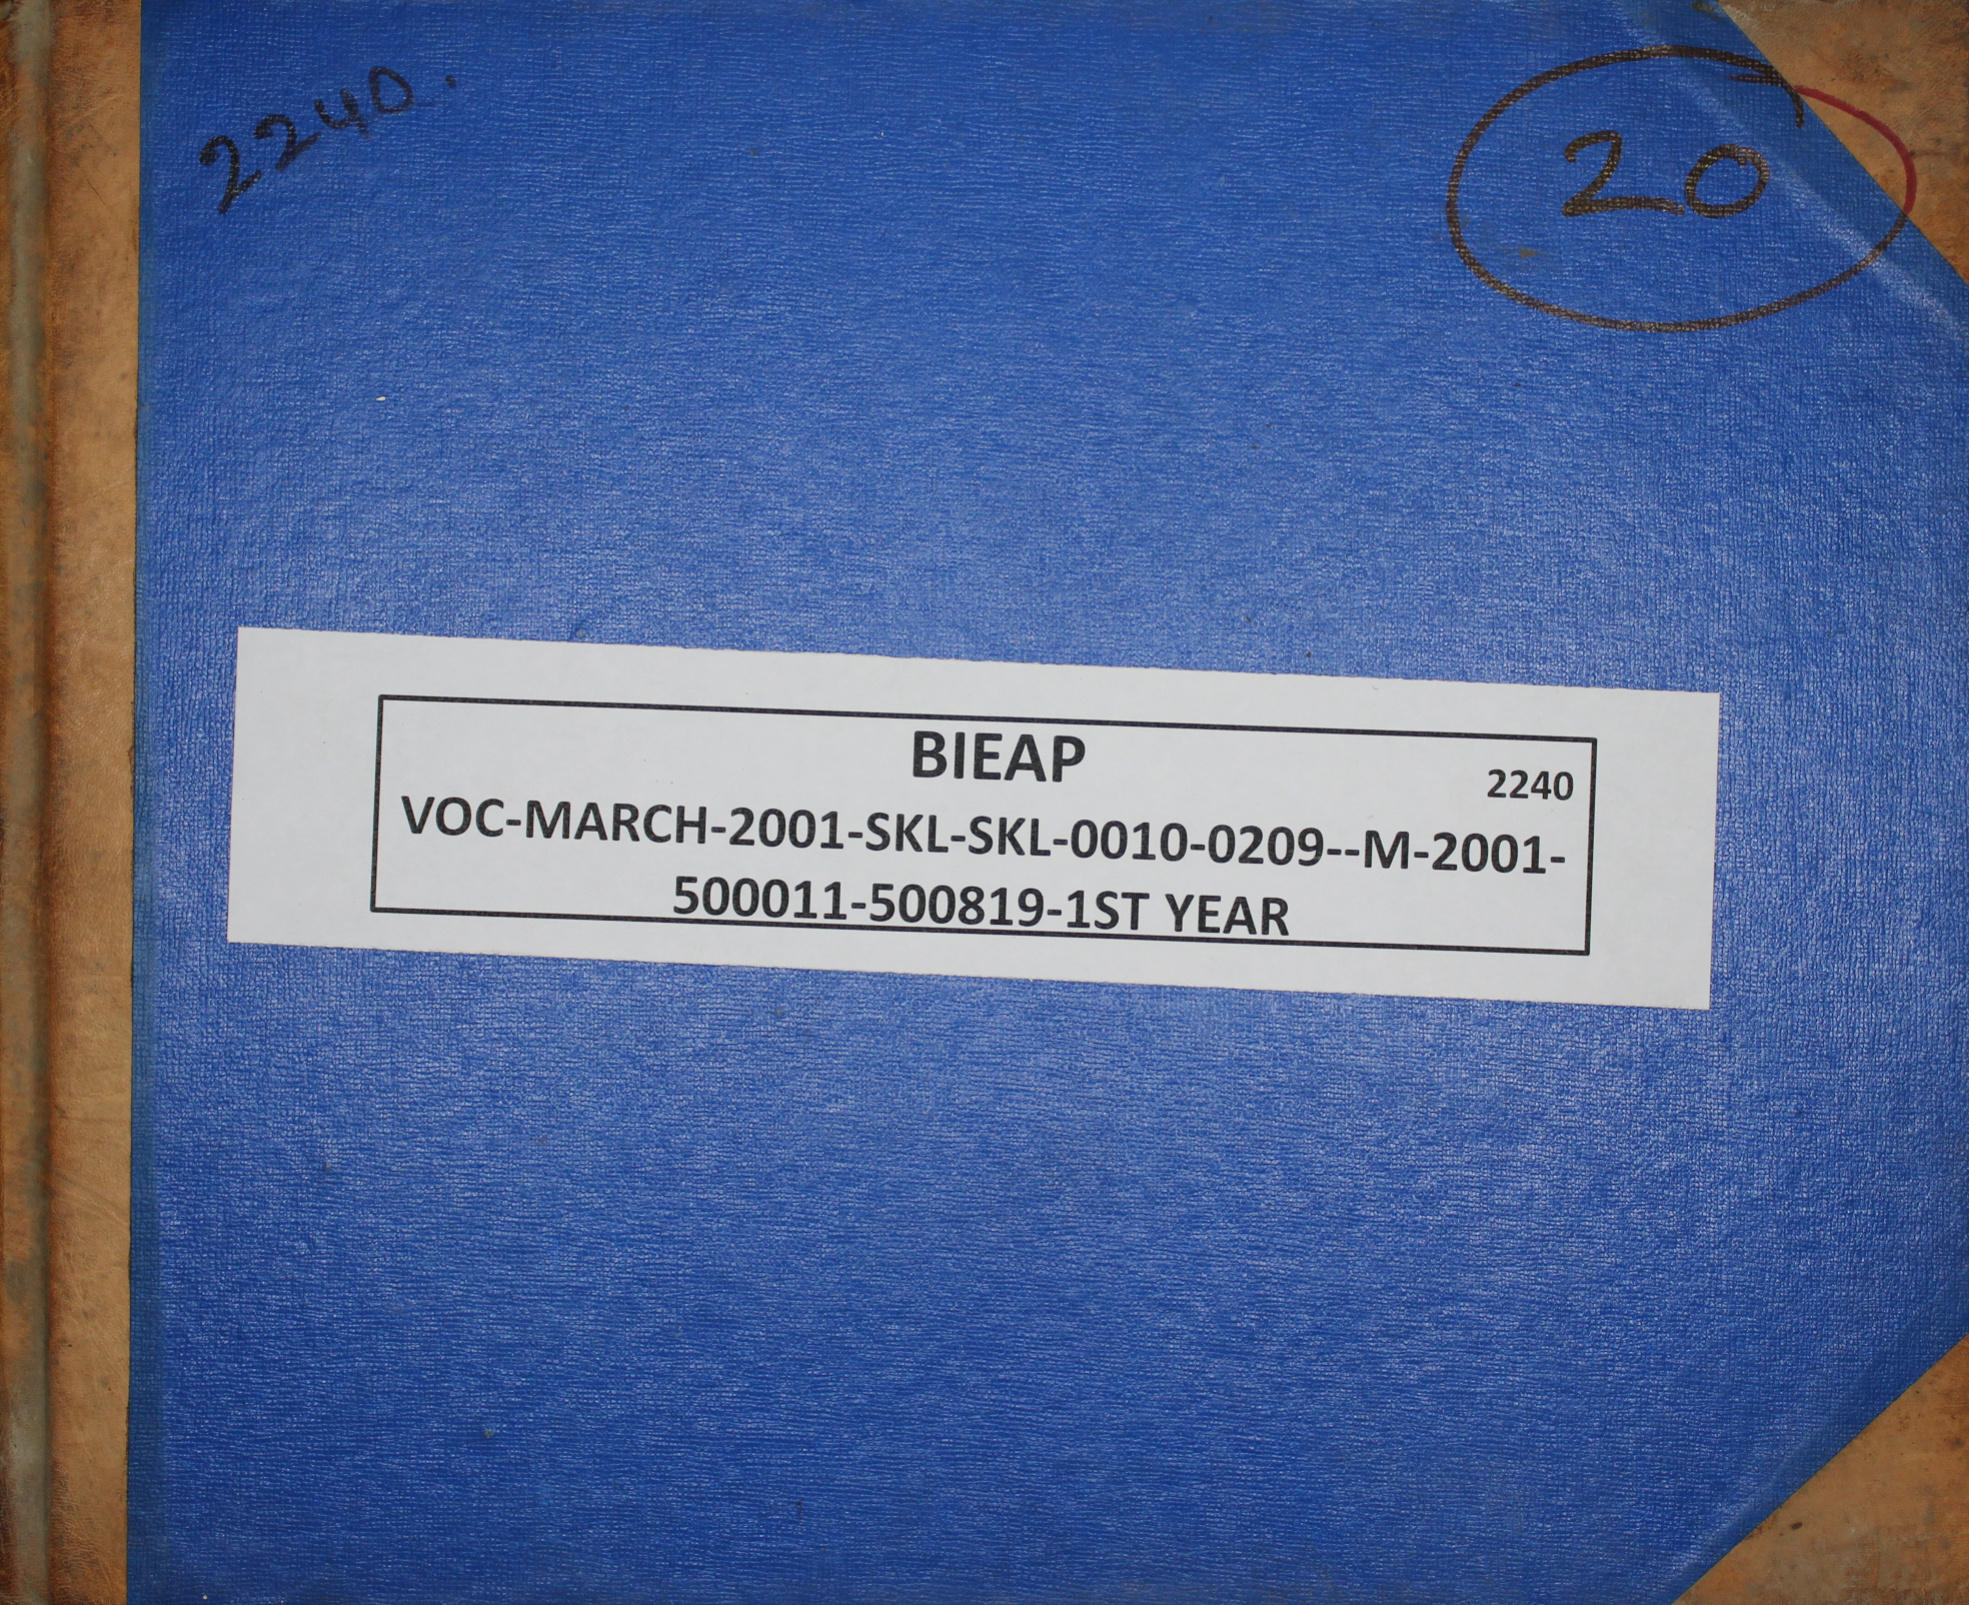 2240.
20
BIEAP
2240
VOC-MARCH-2001-SKL-SKL-0010-0209--M-2001-
500011-500819-1ST YEAR